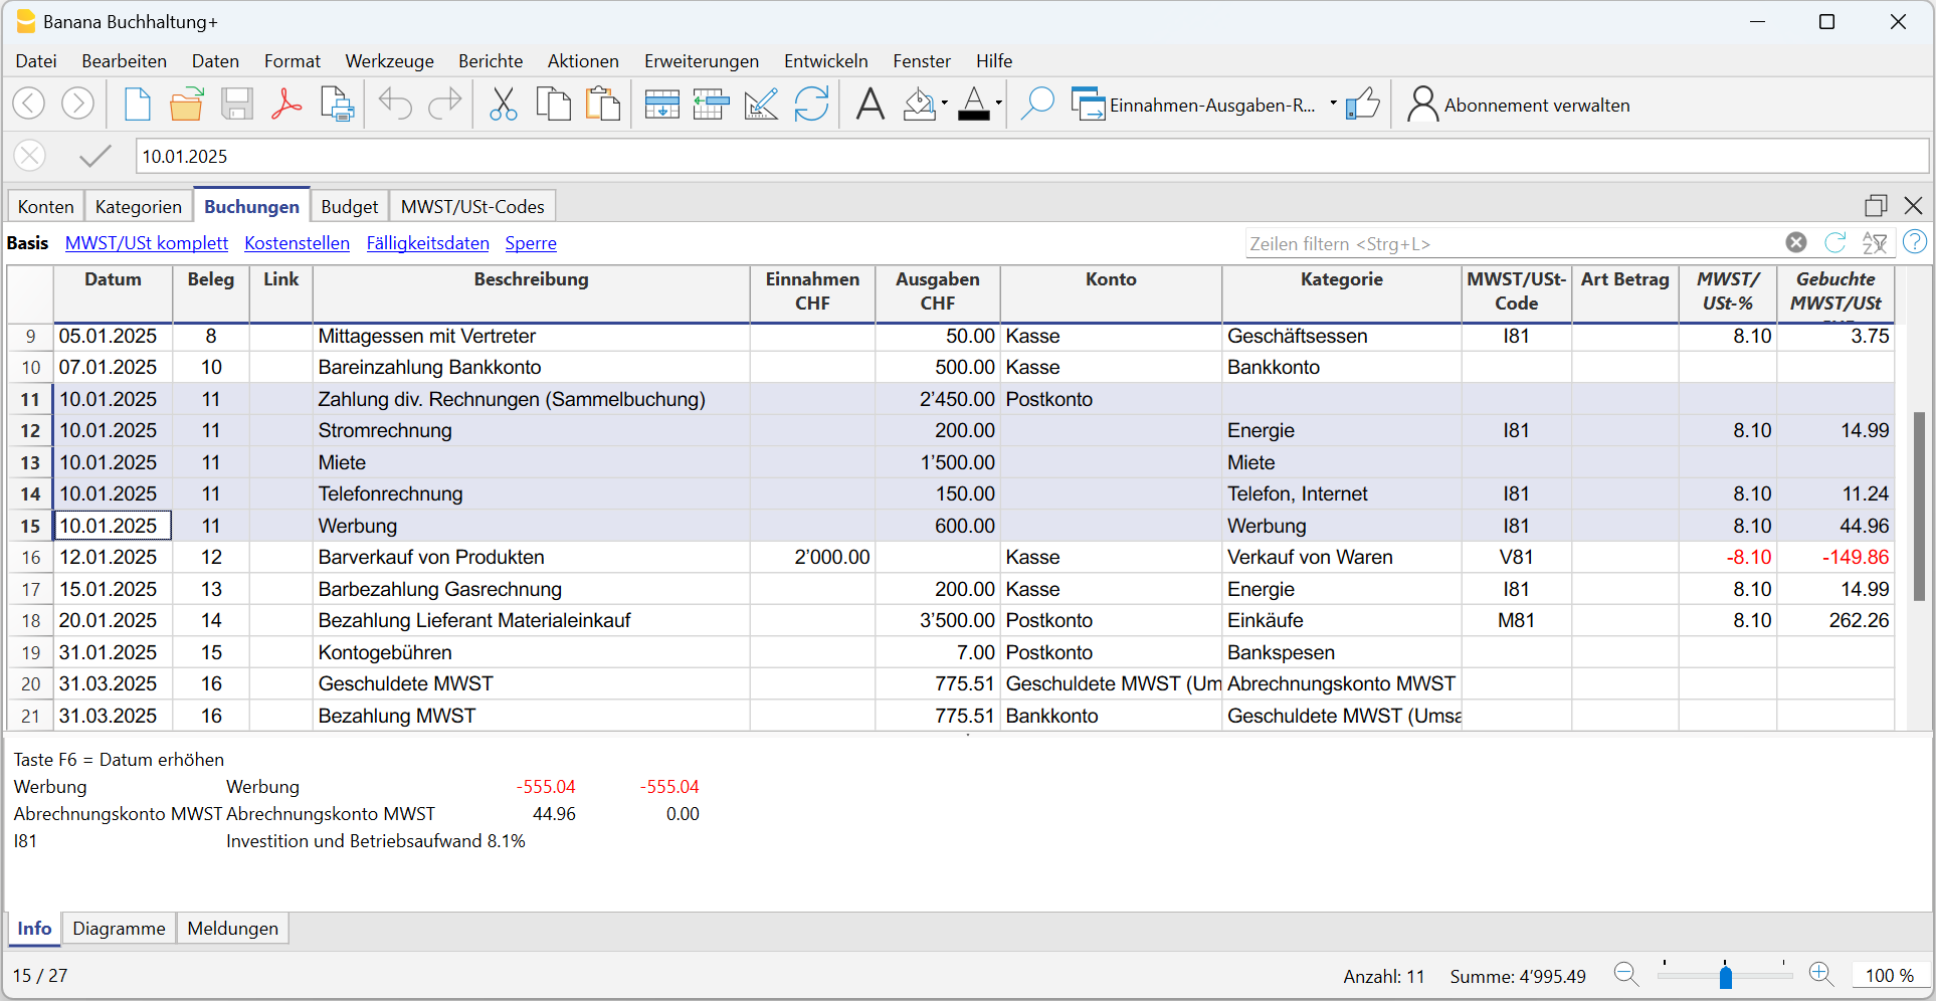 Banana Buchhaltung+
Datei Bearbeiten Daten Format Werkzeuge Berichte Aktionen Erweiterungen Entwickeln Fenster Hilfe
Einnahmen-Ausgaben-R... Abonnement verwalten
10.01.2025
Konten Kategorien Buchungen Budget MWST/USt-Codes
Basis MWST/USt komplett Kostenstellen Fälligkeitsdaten Sperre Zeilen filtern <Strg+L>
Datum Beleg Link Beschreibung Einnahmen Ausgaben Konto Kategorie MWST/USt- Art Betrag MWST/ Gebuchte
CHF CHF Code USt-% MWST/USt
9 05.01.2025 8 Mittagessen mit Vertreter 50.00 Kasse Geschäftsessen I81 8.10 3.75
10 07.01.2025 10 Bareinzahlung Bankkonto 500.00 Kasse Bankkonto
11 10.01.2025 11 Zahlung div. Rechnungen (Sammelbuchung) 2’450.00 Postkonto
12 10.01.2025 11 Stromrechnung 200.00 Energie I81 8.10 14.99
13 10.01.2025 11 Miete 1’500.00 Miete
14 10.01.2025 11 Telefonrechnung 150.00 Telefon, Internet I81 8.10 11.24
15 10.01.2025 11 Werbung 600.00 Werbung I81 8.10 44.96
16 12.01.2025 12 Barverkauf von Produkten 2’000.00 Kasse Verkauf von Waren V81 -8.10 -149.86
17 15.01.2025 13 Barbezahlung Gasrechnung 200.00 Kasse Energie I81 8.10 14.99
18 20.01.2025 14 Bezahlung Lieferant Materialeinkauf 3’500.00 Postkonto Einkäufe M81 8.10 262.26
19 31.01.2025 15 Kontogebühren 7.00 Postkonto Bankspesen
20 31.03.2025 16 Geschuldete MWST 775.51 Geschuldete MWST (Um Abrechnungskonto MWST
21 31.03.2025 16 Bezahlung MWST 775.51 Bankkonto Geschuldete MWST (Umsa
Taste F6 = Datum erhöhen
Werbung Werbung -555.04 -555.04
Abrechnungskonto MWST Abrechnungskonto MWST 44.96 0.00
I81 Investition und Betriebsaufwand 8.1%
Info Diagramme Meldungen
15 / 27 Anzahl: 11 Summe: 4’995.49 100 %